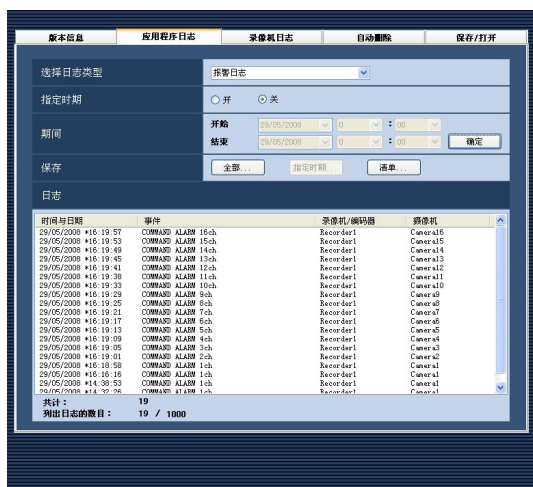 版本信息 应用程序日志 录像机日志 自动删除 保存/打开
选择日志类型 报警日志
指定时期 开 关
期间 开始 29/05/2008 0 : 00
结束 29/05/2008 0 : 00 确定
保存 全部... 指定时期... 清单...
日志
时间与日期 事件 录像机/编码器 摄像机
29/05/2008 *16:19:57 COMMAND ALARM 16ch Recorder1 Camera16
29/05/2008 *16:19:53 COMMAND ALARM 15ch Recorder1 Camera15
29/05/2008 *16:19:49 COMMAND ALARM 14ch Recorder1 Camera14
29/05/2008 *16:19:45 COMMAND ALARM 13ch Recorder1 Camera13
29/05/2008 *16:19:41 COMMAND ALARM 12ch Recorder1 Camera12
29/05/2008 *16:19:38 COMMAND ALARM 11ch Recorder1 Camera11
29/05/2008 *16:19:33 COMMAND ALARM 10ch Recorder1 Camera10
29/05/2008 *16:19:29 COMMAND ALARM 9ch Recorder1 Camera9
29/05/2008 *16:19:25 COMMAND ALARM 8ch Recorder1 Camera8
29/05/2008 *16:19:21 COMMAND ALARM 7ch Recorder1 Camera7
29/05/2008 *16:19:17 COMMAND ALARM 6ch Recorder1 Camera6
29/05/2008 *16:19:13 COMMAND ALARM 5ch Recorder1 Camera5
29/05/2008 *16:19:09 COMMAND ALARM 4ch Recorder1 Camera4
29/05/2008 *16:19:05 COMMAND ALARM 3ch Recorder1 Camera3
29/05/2008 *16:19:01 COMMAND ALARM 2ch Recorder1 Camera2
29/05/2008 *16:18:58 COMMAND ALARM 1ch Recorder1 Camera1
29/05/2008 *16:16:16 COMMAND ALARM 1ch Recorder1 Camera1
29/05/2008 *14:38:53 COMMAND ALARM 1ch Recorder1 Camera1
29/05/2008 *14:32:26 COMMAND ALARM 1ch Recorder1 Camera1
共计： 19
列出日志的数目： 19 / 1000